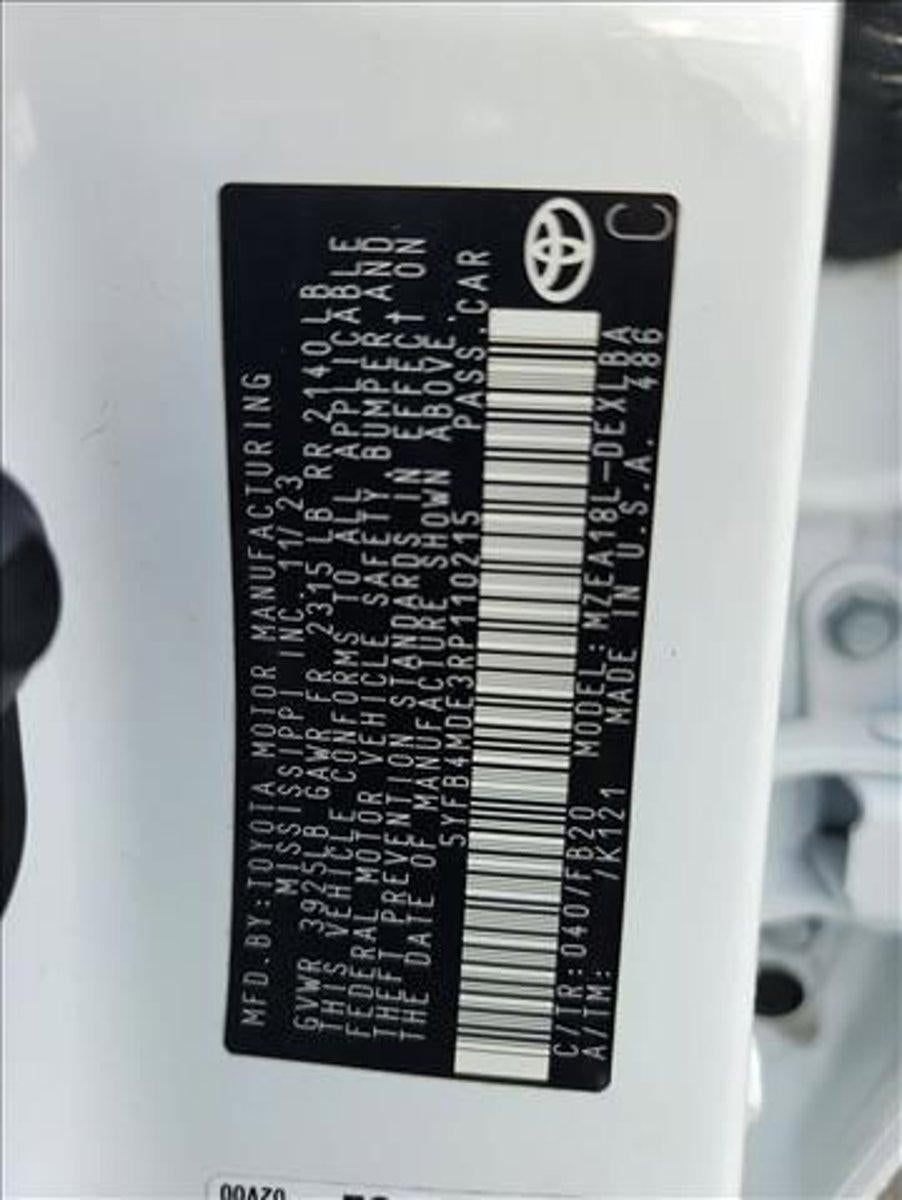 MFD.BY:TOYOTA MOTOR MANUFACTURING
MISSISSIPPI INC.11/23
GVWR 3925LB GAWR FR 2315 LB RR 2140LB
THIS VEHICLE CONFORMS TO ALL APPLICABLE
FEDERAL MOTOR VEHICLE SAFETY BUMPER AND
THEFT PREVENTION STANDARDS IN EFFECT ON
THE DATE OF MANUFACTURE SHOWN ABOVE.
5YFB4MDE3RP110215 PASS.CAR
C/TR:040/FB20 MODEL:MZEA18L-DEXLBA
A/TM: /K121 MADE IN U.S.A. 486
C